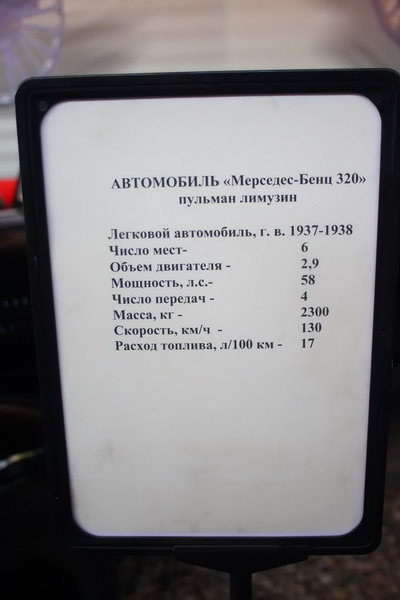 АВТОМОБИЛЬ «Мерседес-Бенц 320»
пульман лимузин
Легковой автомобиль, г. в. 1937-1938
Число мест- 6
Объем двигателя - 2,9
Мощность, л.с.- 58
Число передач - 4
Масса, кг - 2300
Скорость, км/ч - 130
Расход топлива, л/100 км - 17